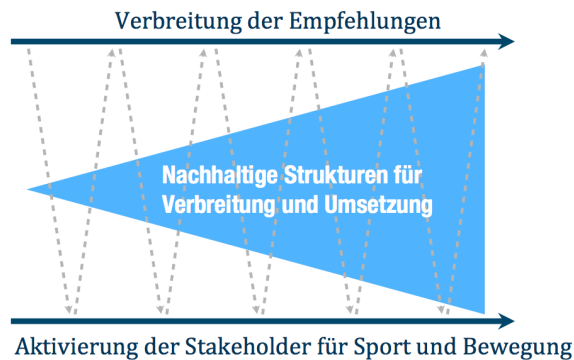 Verbreitung der Empfehlungen
Nachhaltige Strukturen für
Verbreitung und Umsetzung
Aktivierung der Stakeholder für Sport und Bewegung